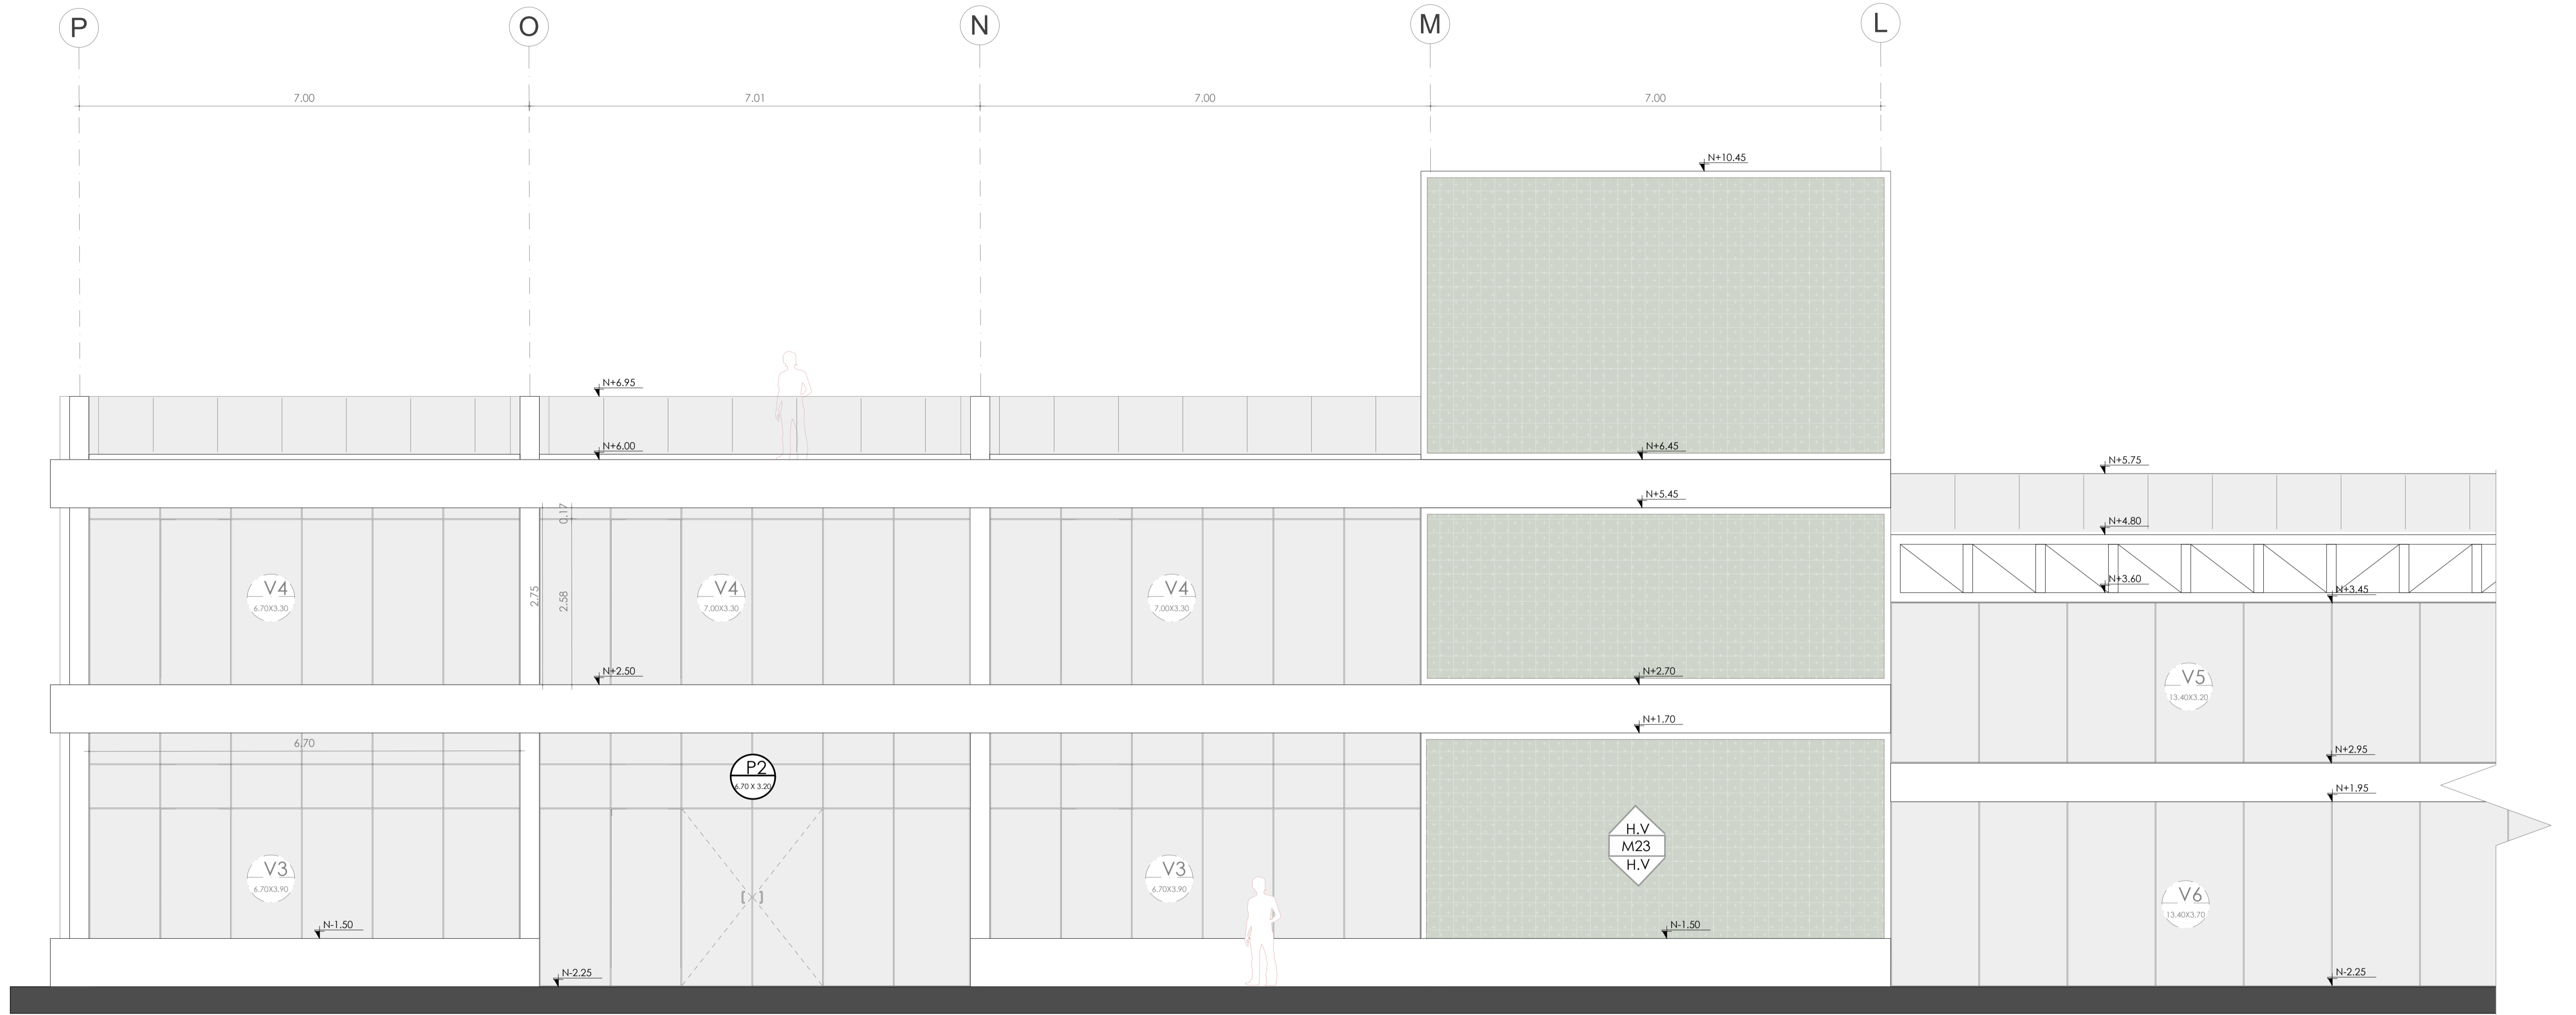 P O N M L
7.00 7.01 7.00 7.00
N+10.45
N+6.95
N+6.00
N+6.45
N+5.75
N+5.45
N+4.80
0.17
2.75
2.58
N+3.60
N+3.45
V4
6.70X3.30
V4
7.00X3.30
V4
7.00X3.30
N+2.50
N+2.70
V5
13.40X3.20
N+1.70
N+2.95
6.70
P2
6.70 X 3.20
N+1.95
H.V
M23
H.V
V3
6.70X3.90
V3
6.70X3.90
V6
13.40X3.70
N-1.50
N-1.50
N-2.25
N-2.25